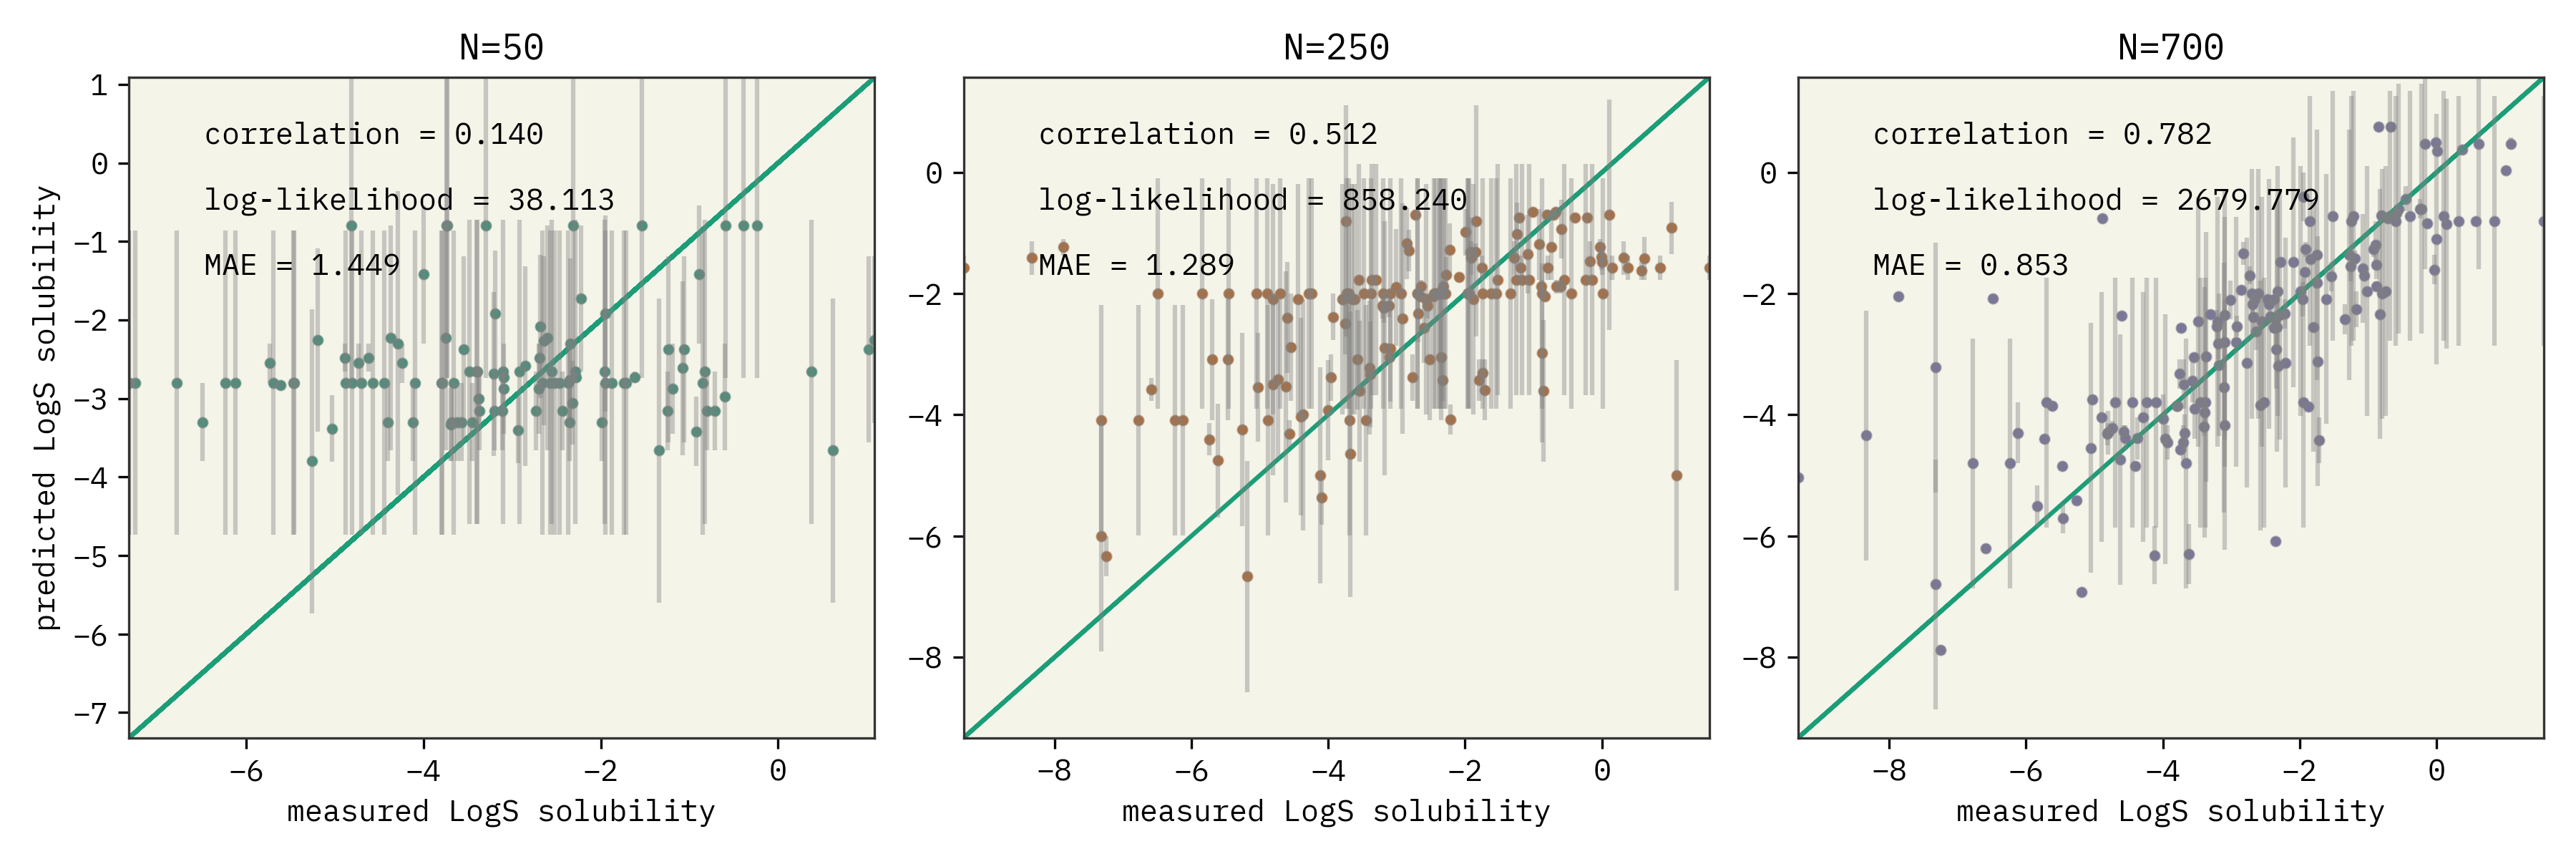 N=50
correlation = 0.140
log-likelihood = 38.113
MAE = 1.449
predicted LogS solubility
1
0
−1
−2
−3
−4
−5
−6
−7
−6 −4 −2 0
measured LogS solubility
N=250
correlation = 0.512
log-likelihood = 858.240
MAE = 1.289
0
−2
−4
−6
−8
−8 −6 −4 −2 0
measured LogS solubility
N=700
correlation = 0.782
log-likelihood = 2679.779
MAE = 0.853
0
−2
−4
−6
−8
−8 −6 −4 −2 0
measured LogS solubility